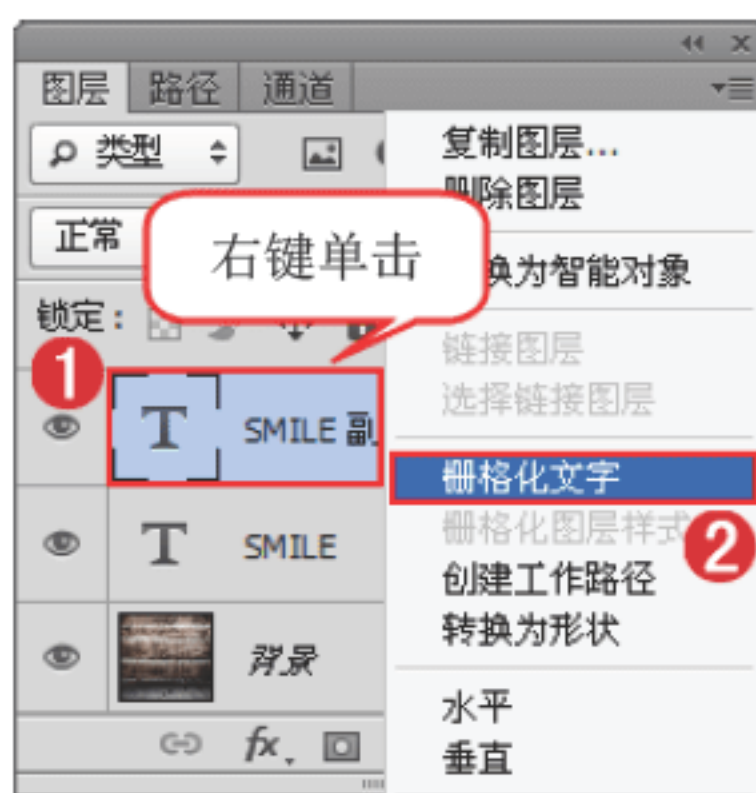 图层 路径 通道
类型
正常
锁定：
右键单击
1
T SMILE 副
T SMILE
背景
fx
复制图层...
删除图层
换为智能对象
链接图层
选择链接图层
栅格化文字
栅格化图层样式
2
创建工作路径
转换为形状
水平
垂直